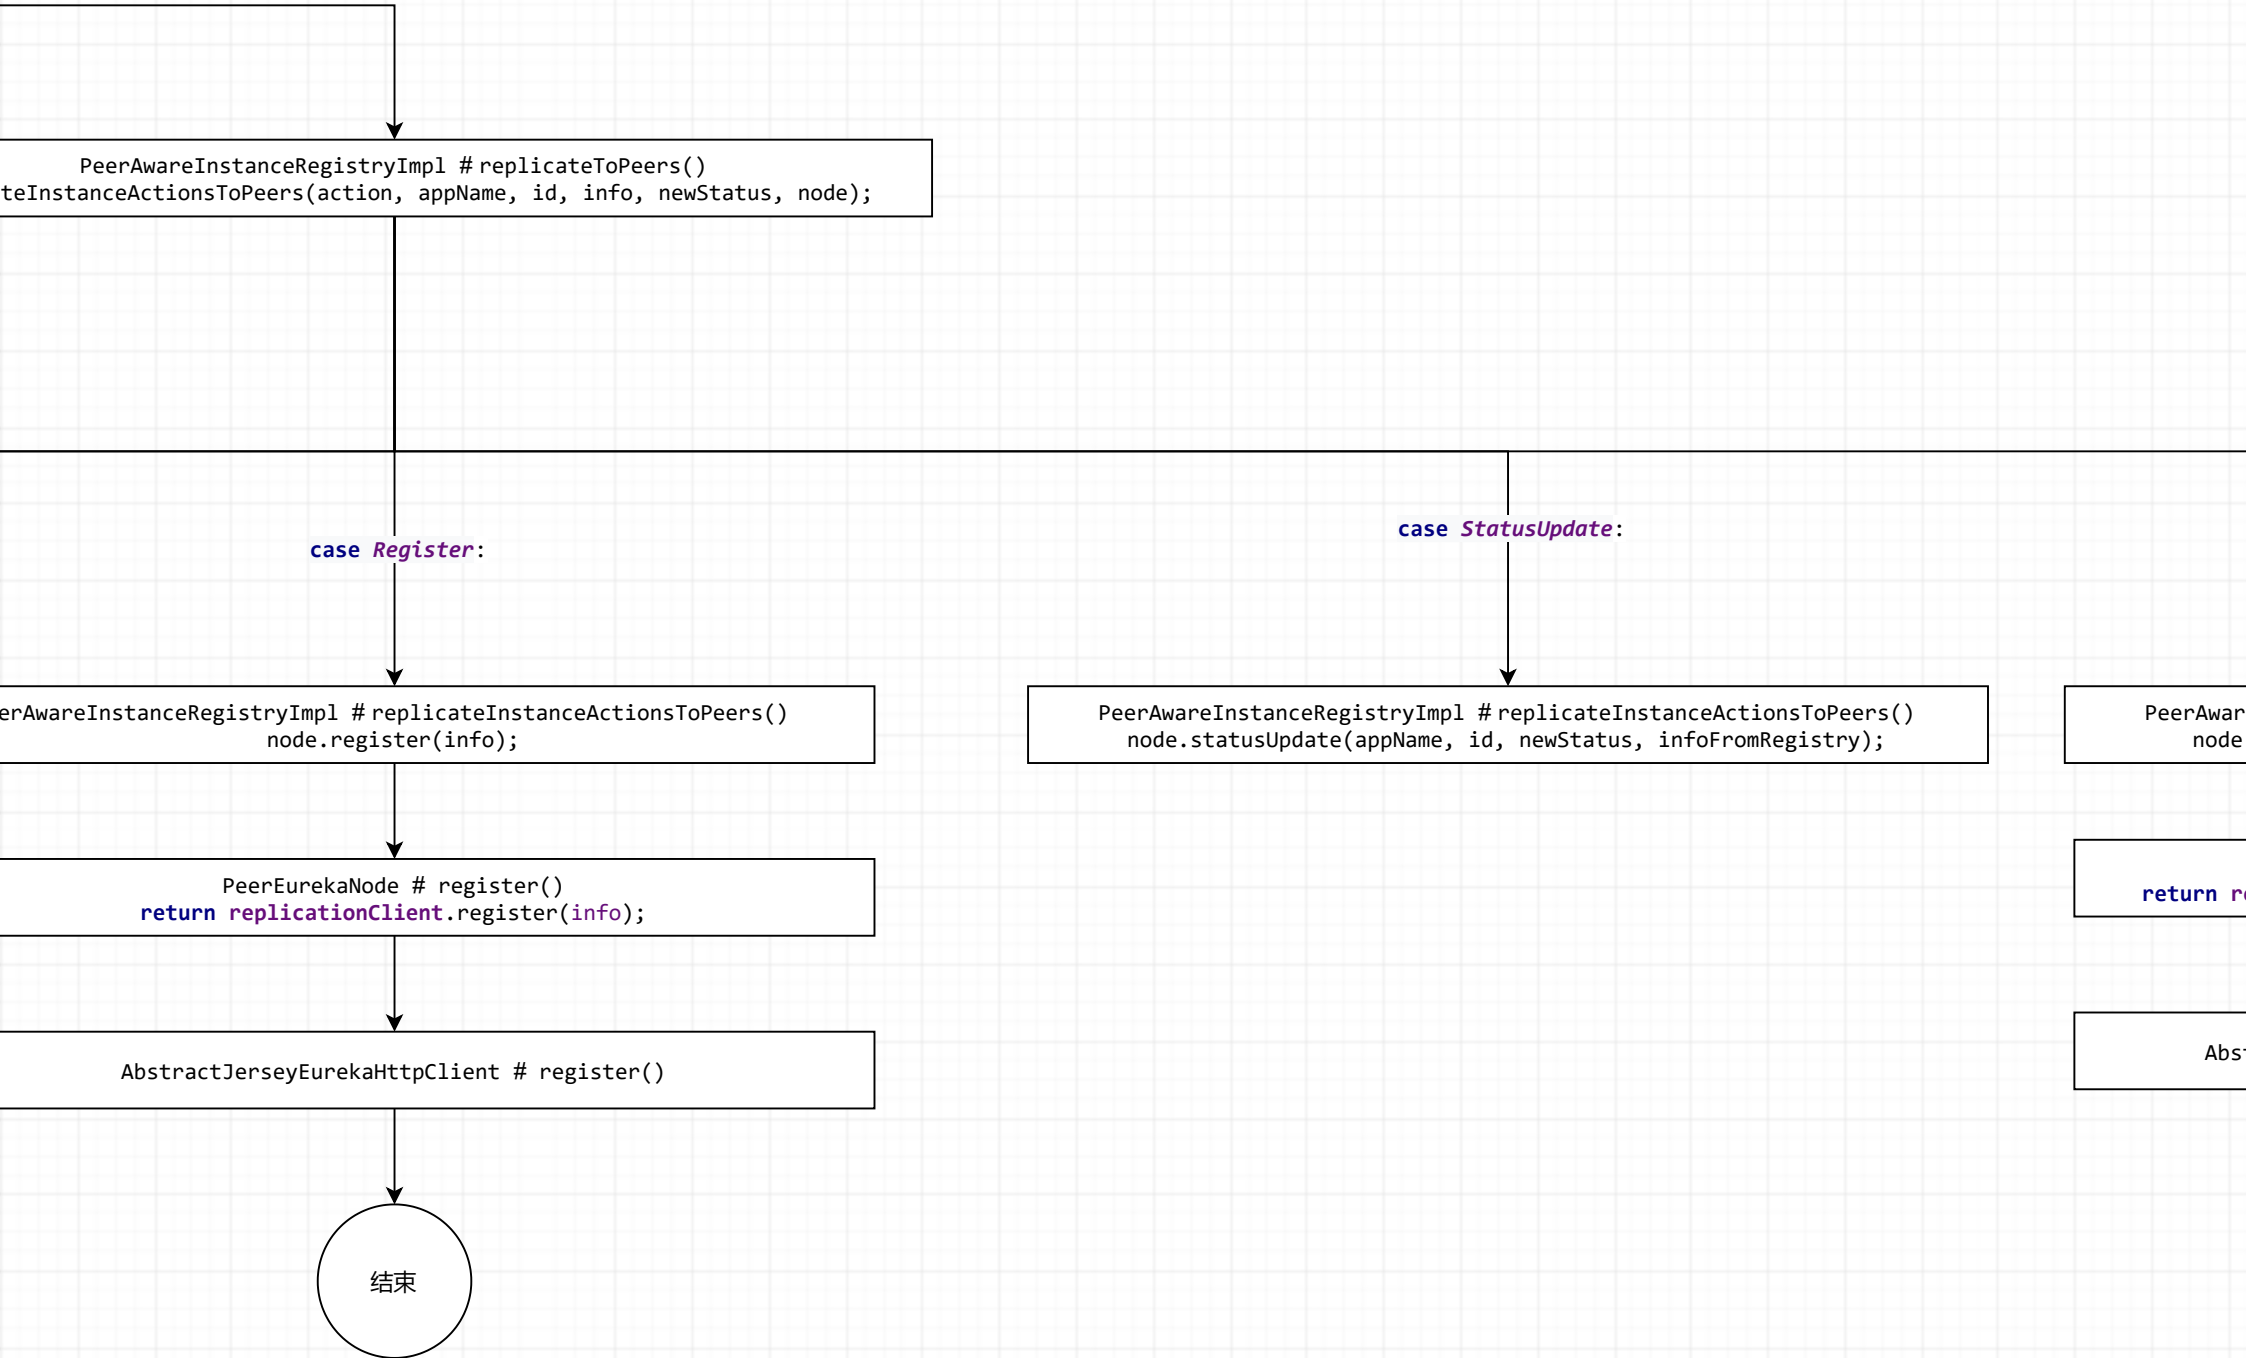 PeerAwareInstanceRegistryImpl # replicateToPeers()
teInstanceActionsToPeers(action, appName, id, info, newStatus, node);
case Register:
case StatusUpdate:
erAwareInstanceRegistryImpl # replicateInstanceActionsToPeers()
node.register(info);
PeerAwareInstanceRegistryImpl # replicateInstanceActionsToPeers()
node.statusUpdate(appName, id, newStatus, infoFromRegistry);
PeerAwar
node
PeerEurekaNode # register()
return replicationClient.register(info);
return re
AbstractJerseyEurekaHttpClient # register()
Abs
结束